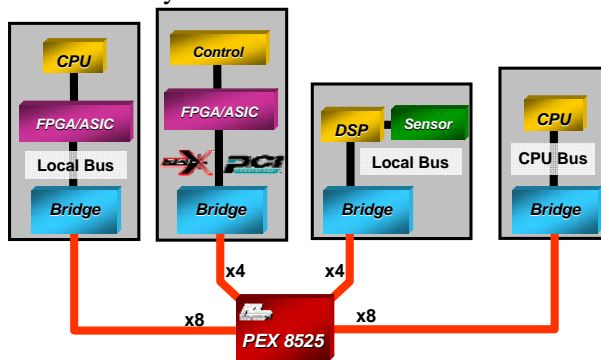 CPU
FPGA/ASIC
Local Bus
Bridge
Control
FPGA/ASIC
PCI
Bridge
DSP
Sensor
Local Bus
Bridge
CPU
CPU Bus
Bridge
x4
x4
x8
x8
PEX 8525